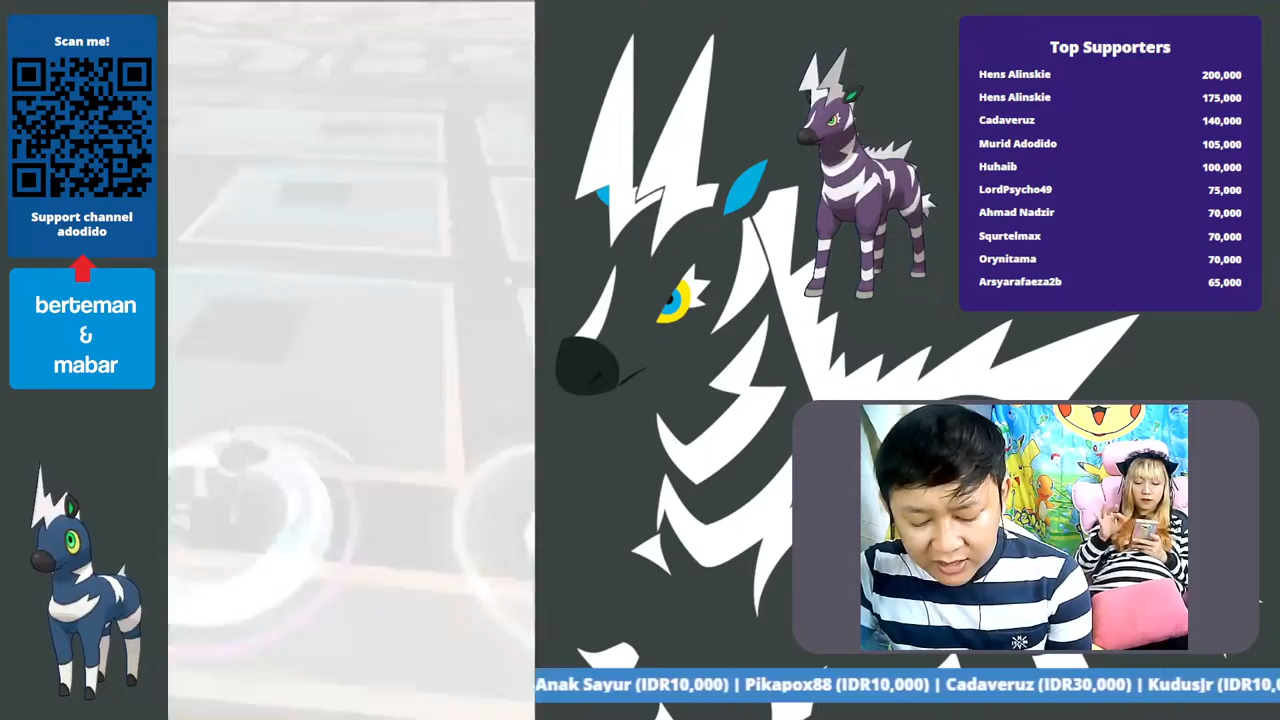 Scan me!
Support channel
adodido
berteman
&
mabar
Top Supporters
Hens Alinskie 200,000
Hens Alinskie 175,000
Cadaveruz 140,000
Murid Adodido 105,000
Huhaib 100,000
LordPsycho49 75,000
Ahmad Nadzir 70,000
Squrtelmax 70,000
Orynitama 70,000
Arsyarafaeza2b 65,000
Anak Sayur (IDR10,000) | Pikapox88 (IDR10,000) | Cadaveruz (IDR30,000) | KudusJr (IDR10,0